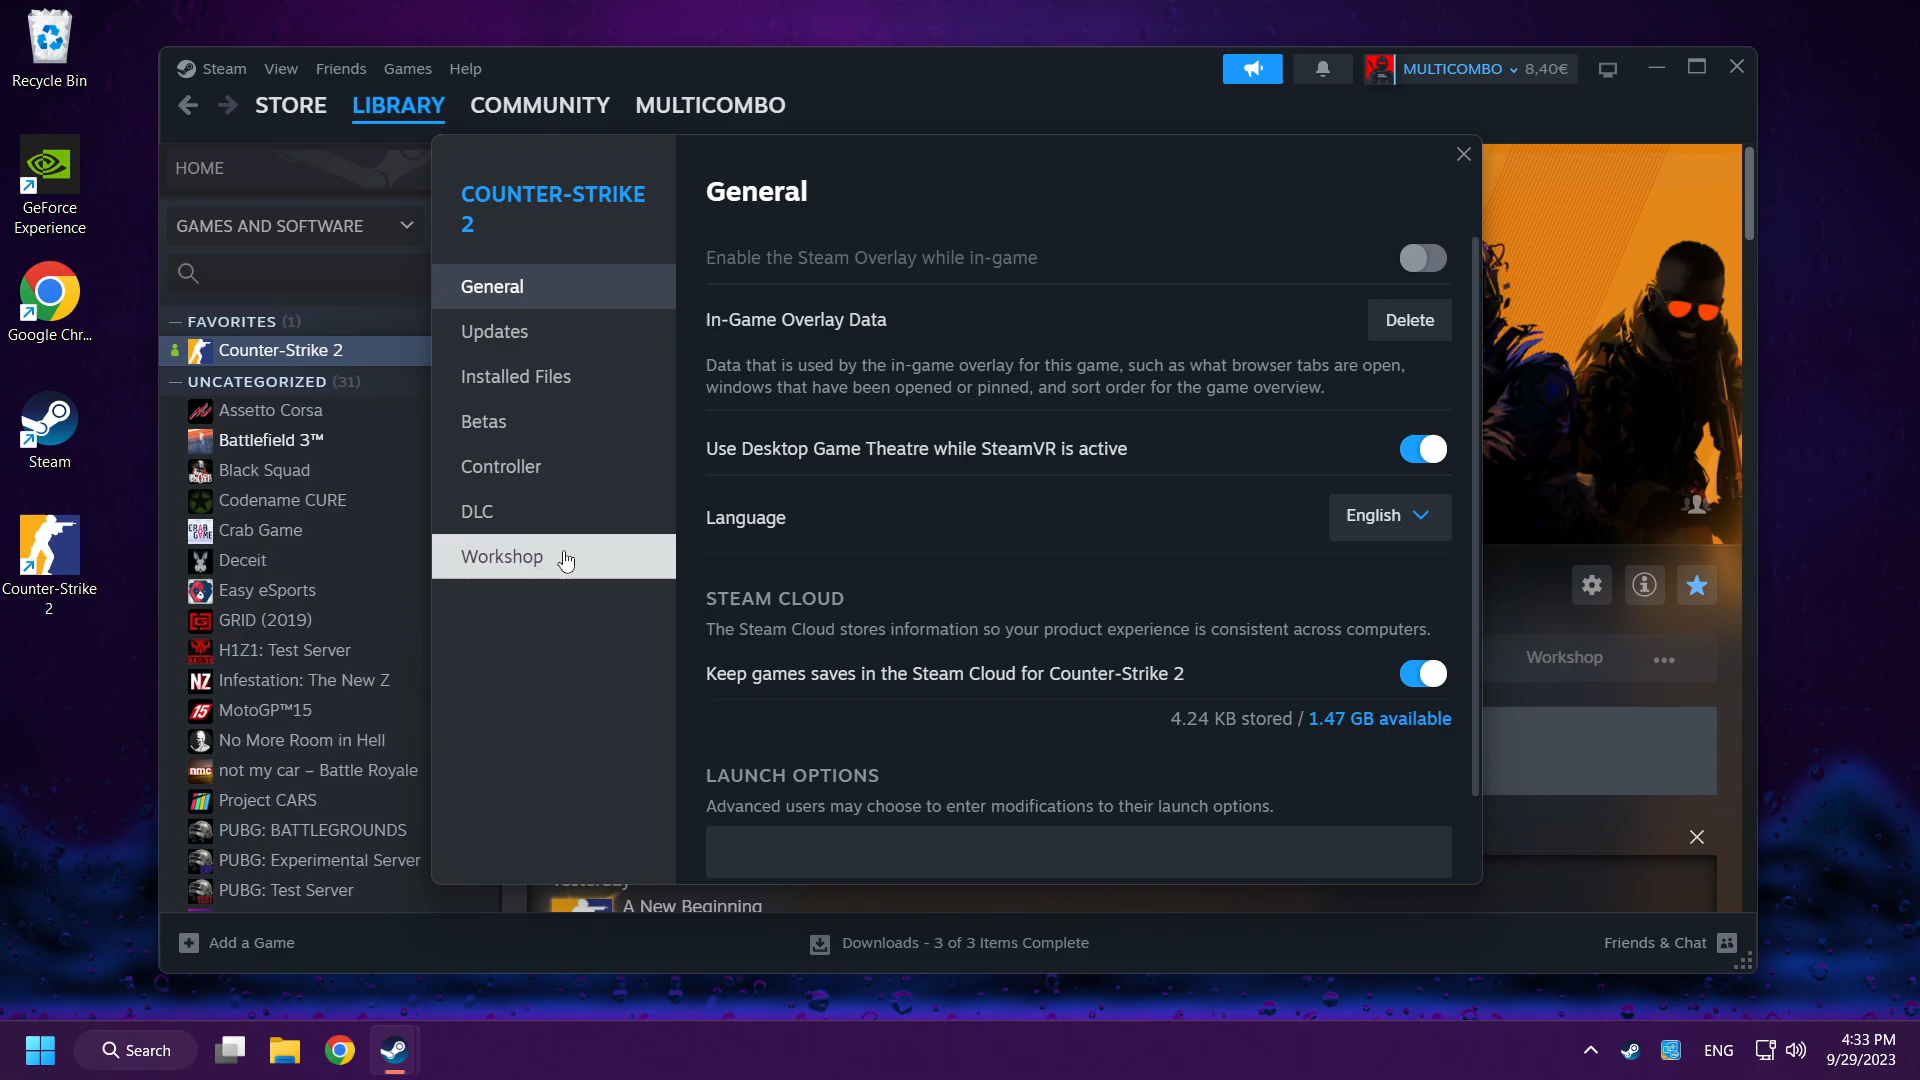 Recycle Bin
GeForce
Experience
Google Chr...
Steam
Counter-Strike
2
Steam View Friends Games Help
MULTICOMBO 8,40€
STORE LIBRARY COMMUNITY MULTICOMBO
HOME
GAMES AND SOFTWARE
— FAVORITES (1)
Counter-Strike 2
— UNCATEGORIZED (31)
Assetto Corsa
Battlefield 3™
Black Squad
Codename CURE
Crab Game
Deceit
Easy eSports
GRID (2019)
H1Z1: Test Server
Infestation: The New Z
MotoGP™15
No More Room in Hell
not my car – Battle Royale
Project CARS
PUBG: BATTLEGROUNDS
PUBG: Experimental Server
PUBG: Test Server
COUNTER-STRIKE
2
General
Updates
Installed Files
Betas
Controller
DLC
Workshop
General
Enable the Steam Overlay while in-game
In-Game Overlay Data
Delete
Data that is used by the in-game overlay for this game, such as what browser tabs are open,
windows that have been opened or pinned, and sort order for the game overview.
Use Desktop Game Theatre while SteamVR is active
Language
English
STEAM CLOUD
The Steam Cloud stores information so your product experience is consistent across computers.
Keep games saves in the Steam Cloud for Counter-Strike 2
4.24 KB stored / 1.47 GB available
LAUNCH OPTIONS
Advanced users may choose to enter modifications to their launch options.
Workshop
Yesterday
A New Beginning
Add a Game
Downloads - 3 of 3 Items Complete
Friends & Chat
Search
ENG
4:33 PM
9/29/2023